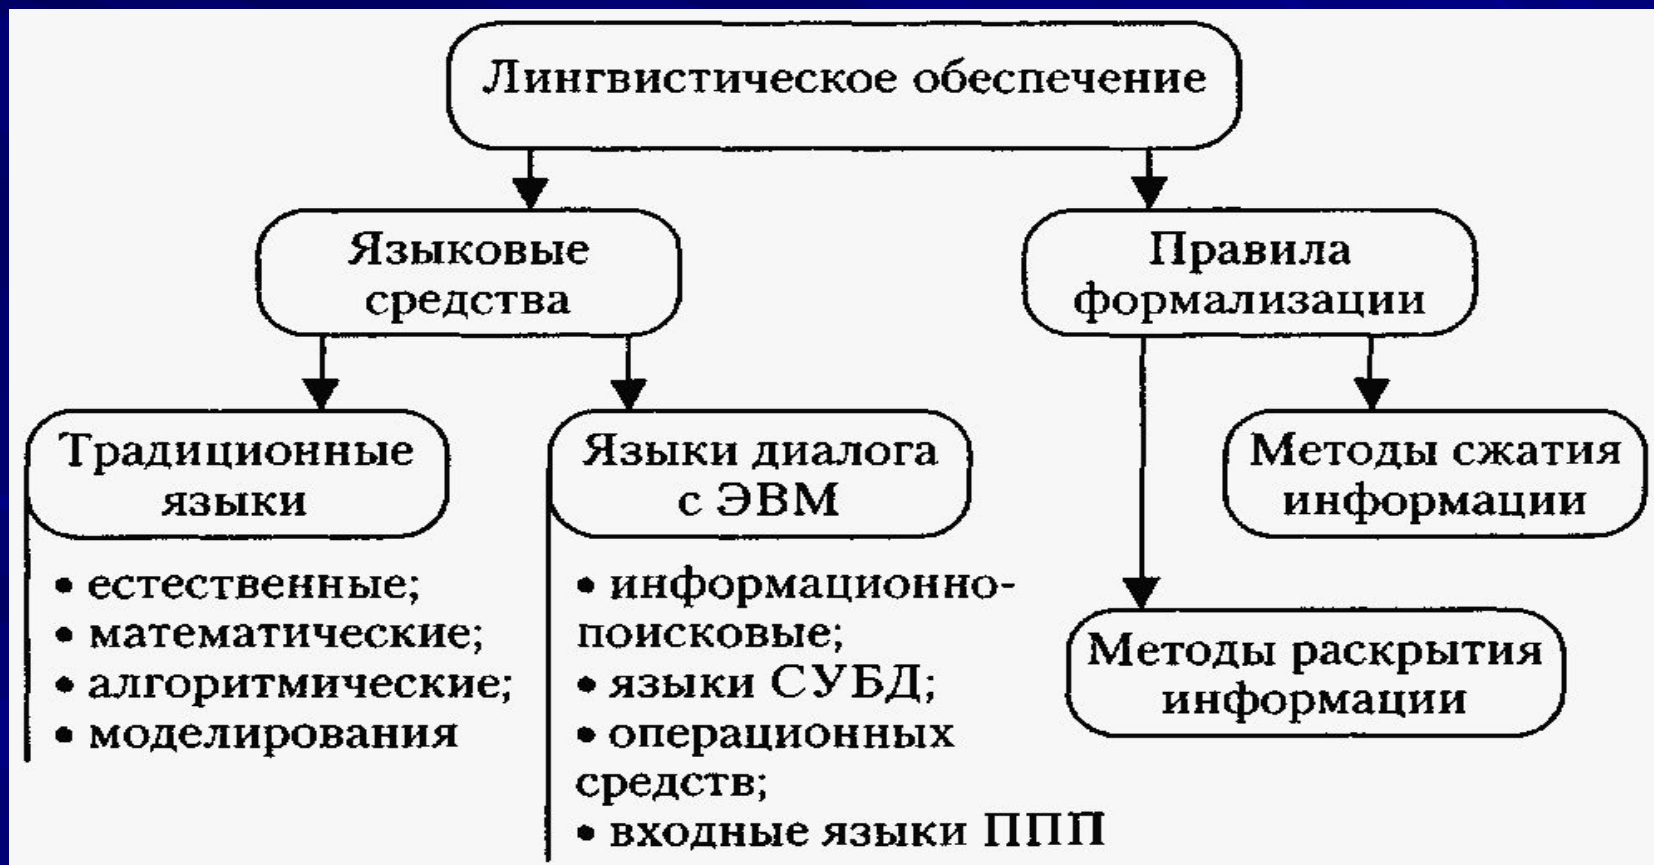 Лингвистическое обеспечение
Языковые
средства
Правила
формализации
Традиционные
языки
• естественные;
• математические;
• алгоритмические;
• моделирования
Языки диалога
с ЭВМ
• информационно-
поисковые;
• языки СУБД;
• операционных
средств;
• входные языки ППП
Методы сжатия
информации
Методы раскрытия
информации